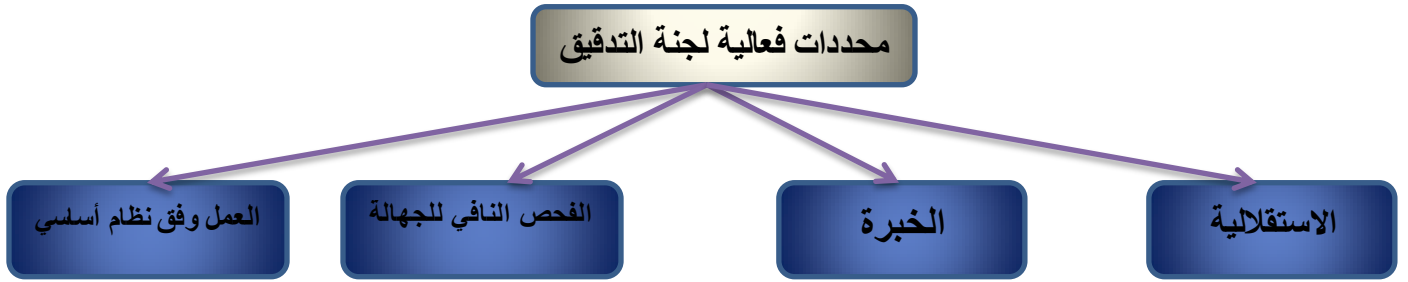 محددات فعالية لجنة التدقيق
الاستقلالية
الخبرة
الفحص النافي للجهالة
العمل وفق نظام أساسي